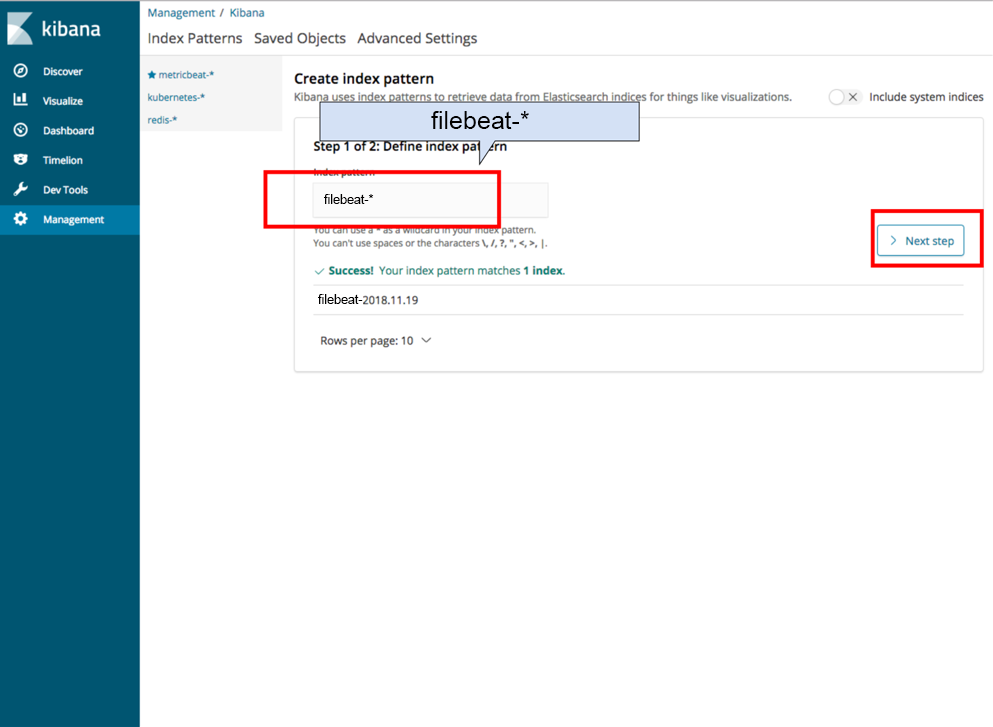 kibana
Discover
Visualize
Dashboard
Timelion
Dev Tools
Management
Management / Kibana
Index Patterns Saved Objects Advanced Settings
metricbeat-*
kubernetes-*
redis-*
Create index pattern
Kibana uses index patterns to retrieve data from Elasticsearch indices for things like visualizations.
Include system indices
filebeat-*
Step 1 of 2: Define index pattern
Index pattern
filebeat-*
You can use a * as a wildcard in your index pattern.
You can't use spaces or the characters \, /, ?, ", <, >, |.
Next step
Success! Your index pattern matches 1 index.
filebeat-2018.11.19
Rows per page: 10